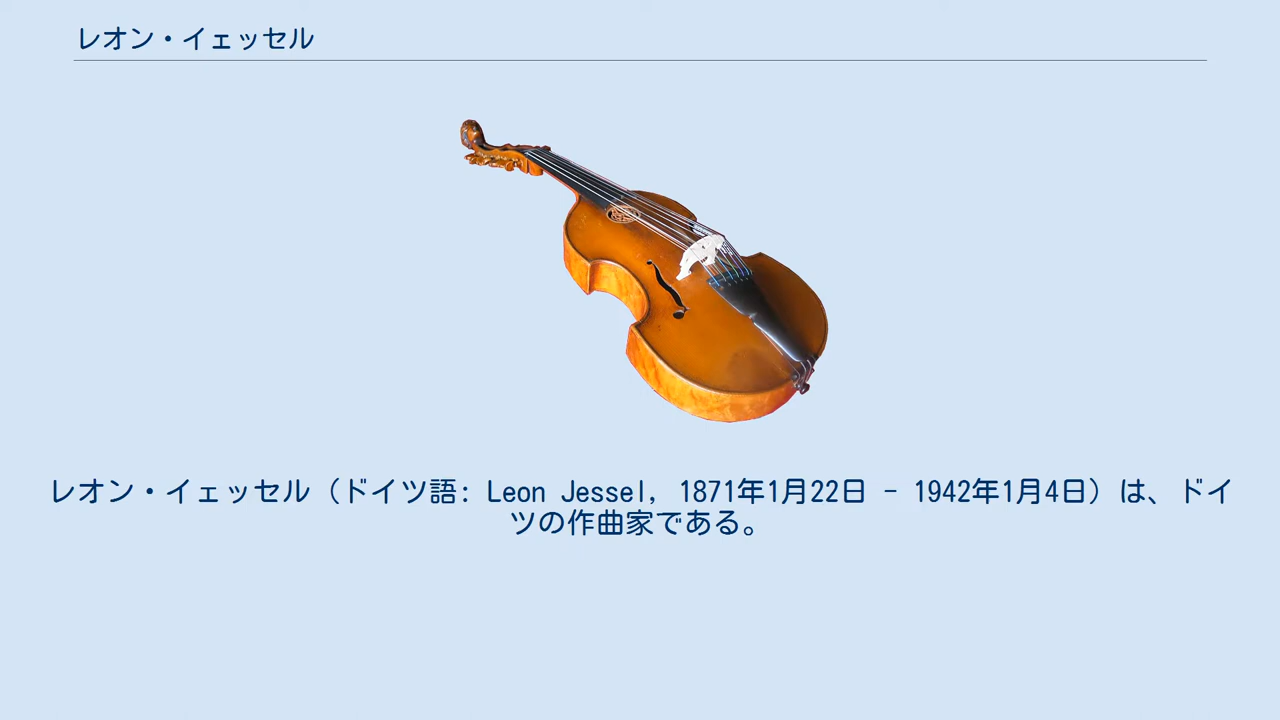 レオン・イェッセル
レオン・イェッセル（ドイツ語: Leon Jessel, 1871年1月22日 - 1942年1月4日）は、ドイ
ツの作曲家である。